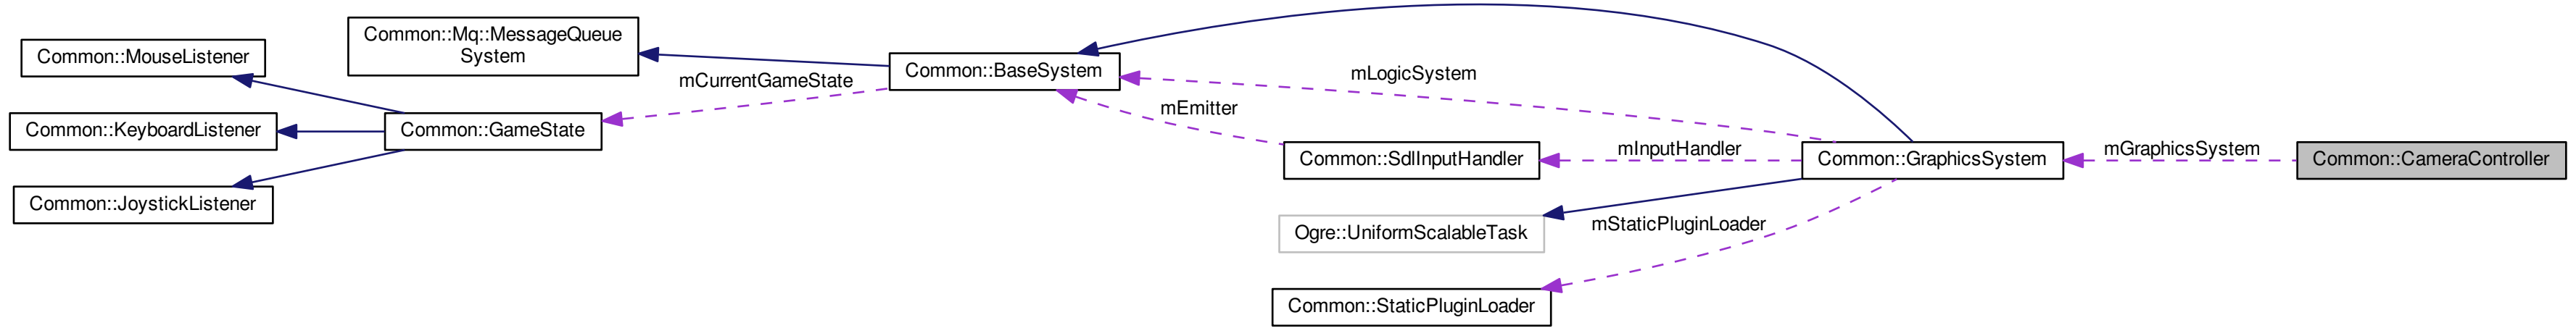 Common::MouseListener
Common::KeyboardListener
Common::JoystickListener
Common::Mq::MessageQueue
System
mCurrentGameState
Common::GameState
Common::BaseSystem
mLogicSystem
mEmitter
Common::SdlInputHandler
mInputHandler
Ogre::UniformScalableTask
mStaticPluginLoader
Common::StaticPluginLoader
Common::GraphicsSystem
mGraphicsSystem
Common::CameraController